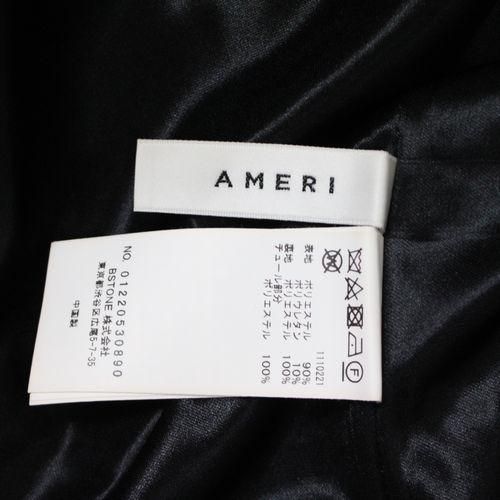 AMERI
1110221
表地 ポリエステル 90%
ポリウレタン 10%
裏地 ポリエステル 100%
チュール部分
ポリエステル 100%
NO. 01220530890
BSTONE 株式会社
東京都渋谷区広尾5-7-35
中国製